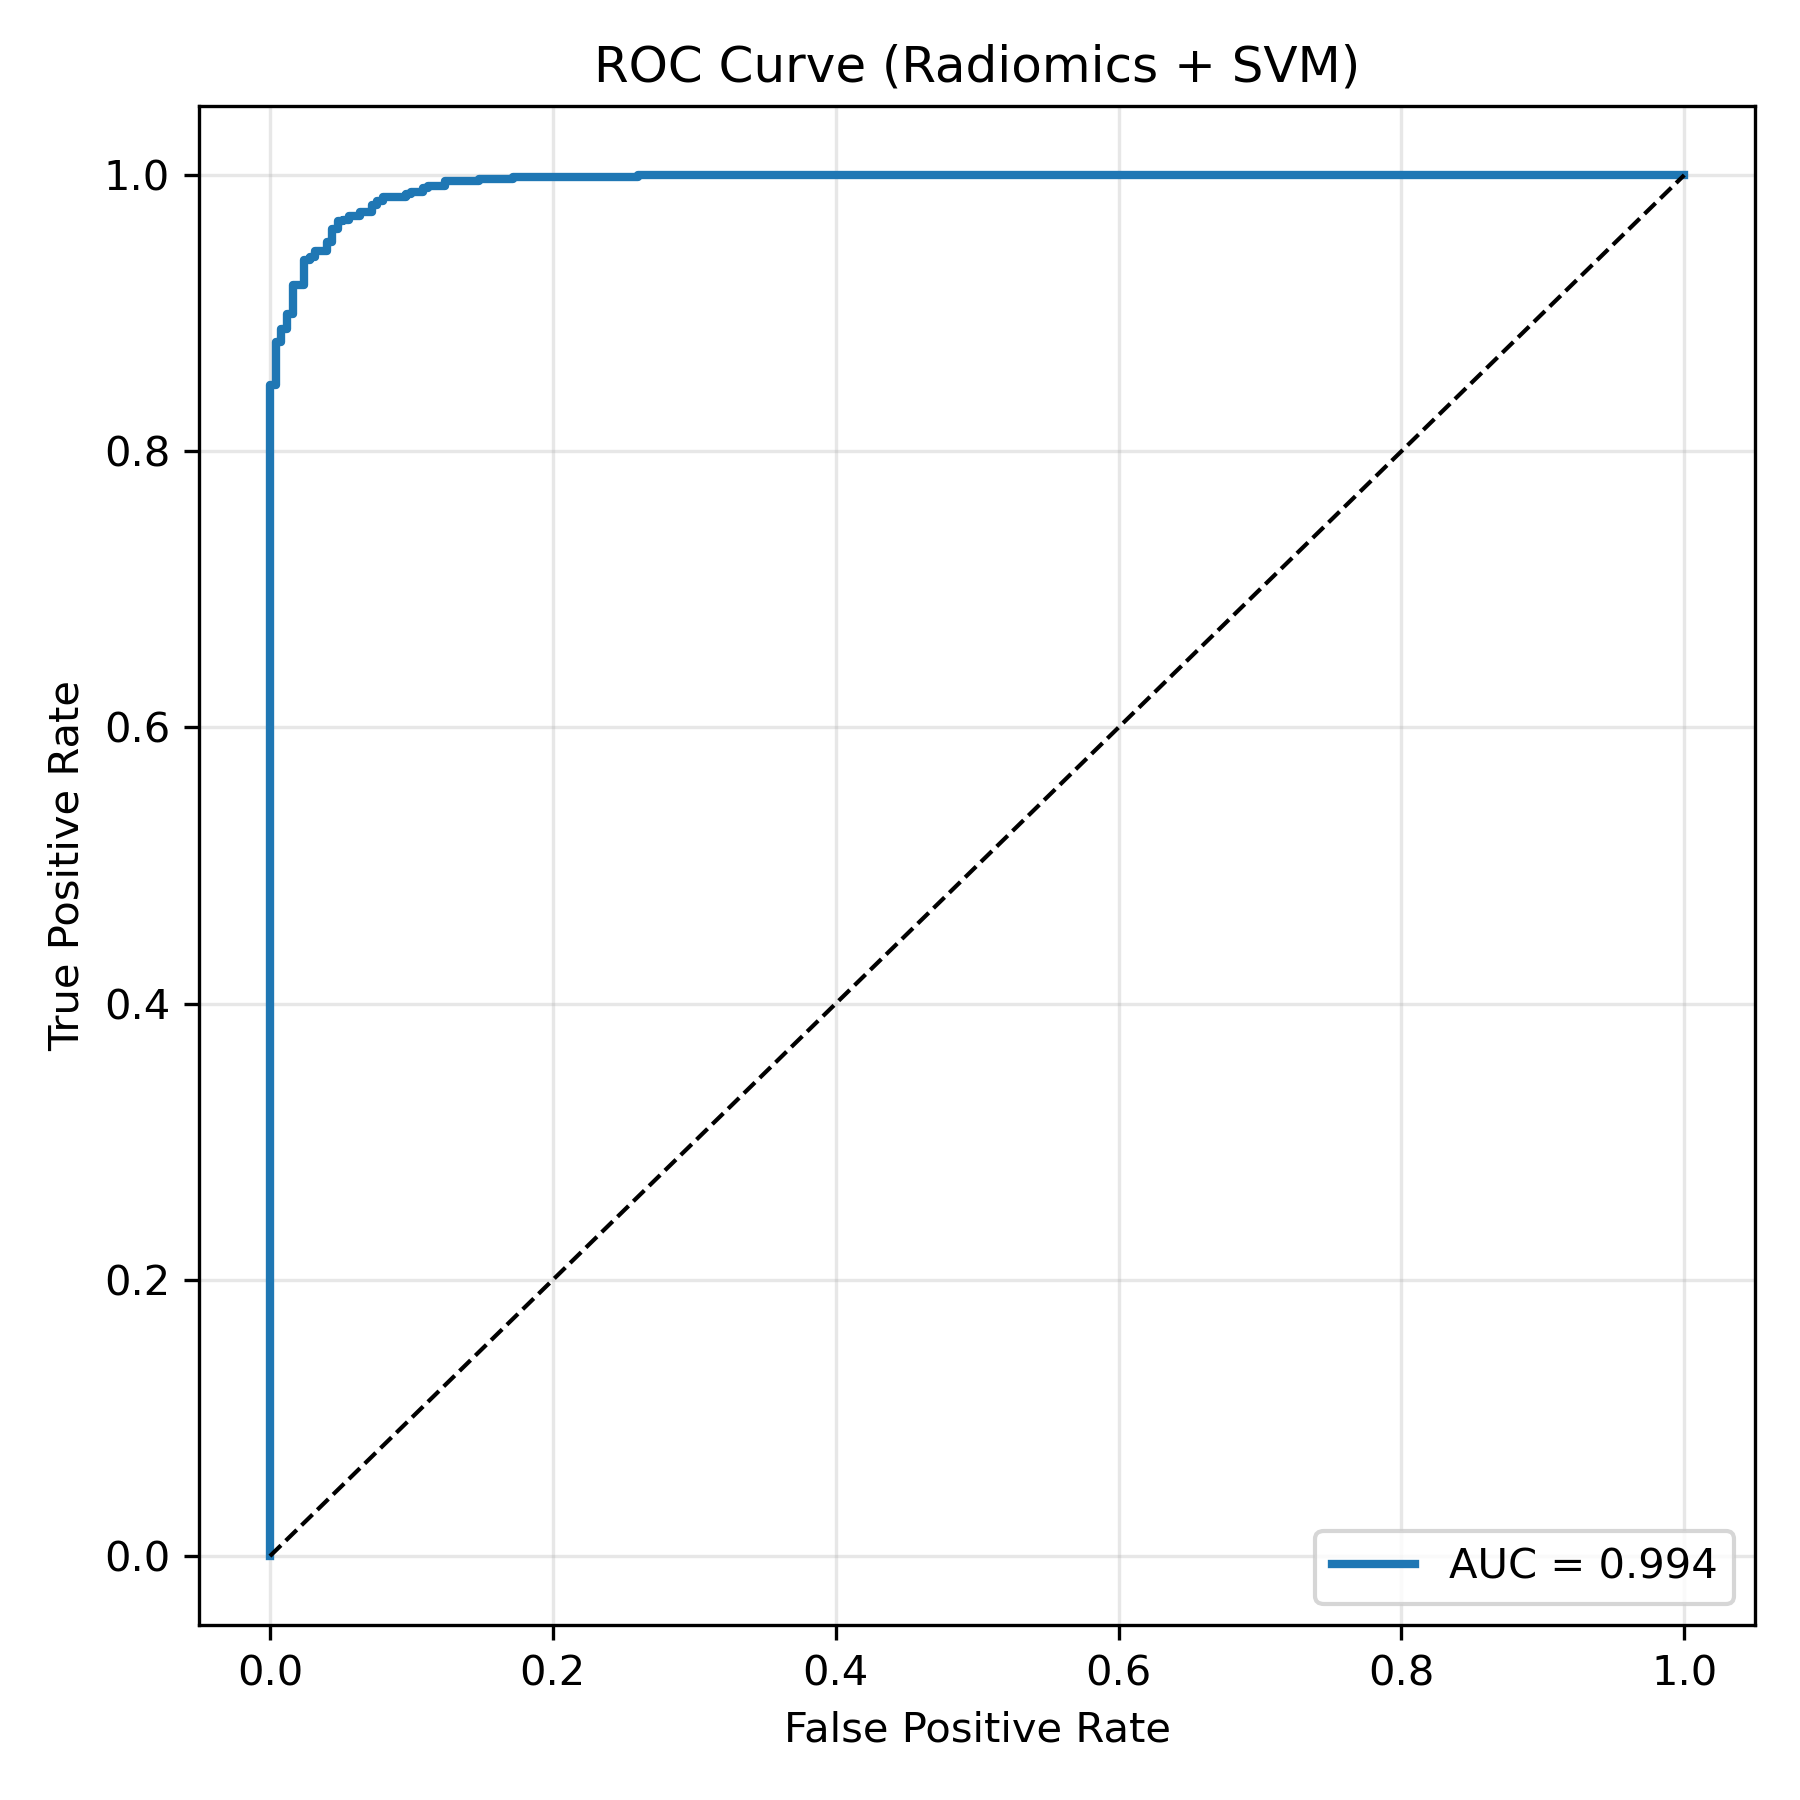 ROC Curve (Radiomics + SVM)
True Positive Rate
1.0
0.8
0.6
0.4
0.2
0.0
AUC = 0.994
0.0 0.2 0.4 0.6 0.8 1.0
False Positive Rate